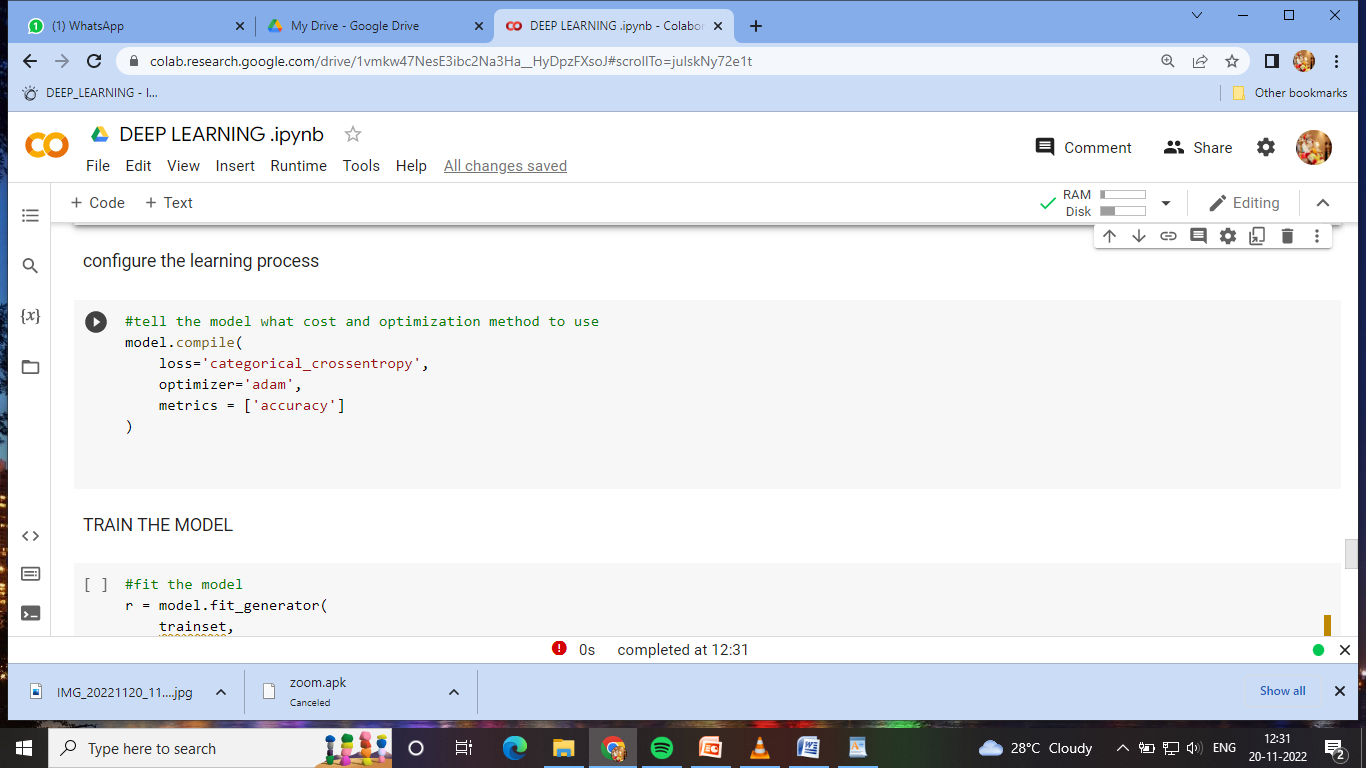 (1) WhatsApp
My Drive - Google Drive
DEEP LEARNING .ipynb - Colabo
colab.research.google.com/drive/1vmkw47NesE3ibc2Na3Ha__HyDpzFXsoJ#scrollTo=juIskNy72e1t
DEEP_LEARNING - I...
Other bookmarks
DEEP LEARNING .ipynb
Comment
Share
File Edit View Insert Runtime Tools Help All changes saved
+ Code + Text
RAM
Disk
Editing
configure the learning process
{x}
#tell the model what cost and optimization method to use
model.compile(
loss='categorical_crossentropy',
optimizer='adam',
metrics = ['accuracy']
)
TRAIN THE MODEL
[ ] #fit the model
r = model.fit_generator(
trainset,
0s completed at 12:31
IMG_20221120_11....jpg
zoom.apk
Canceled
Show all
Type here to search
28°C Cloudy
ENG
12:31
20-11-2022
2